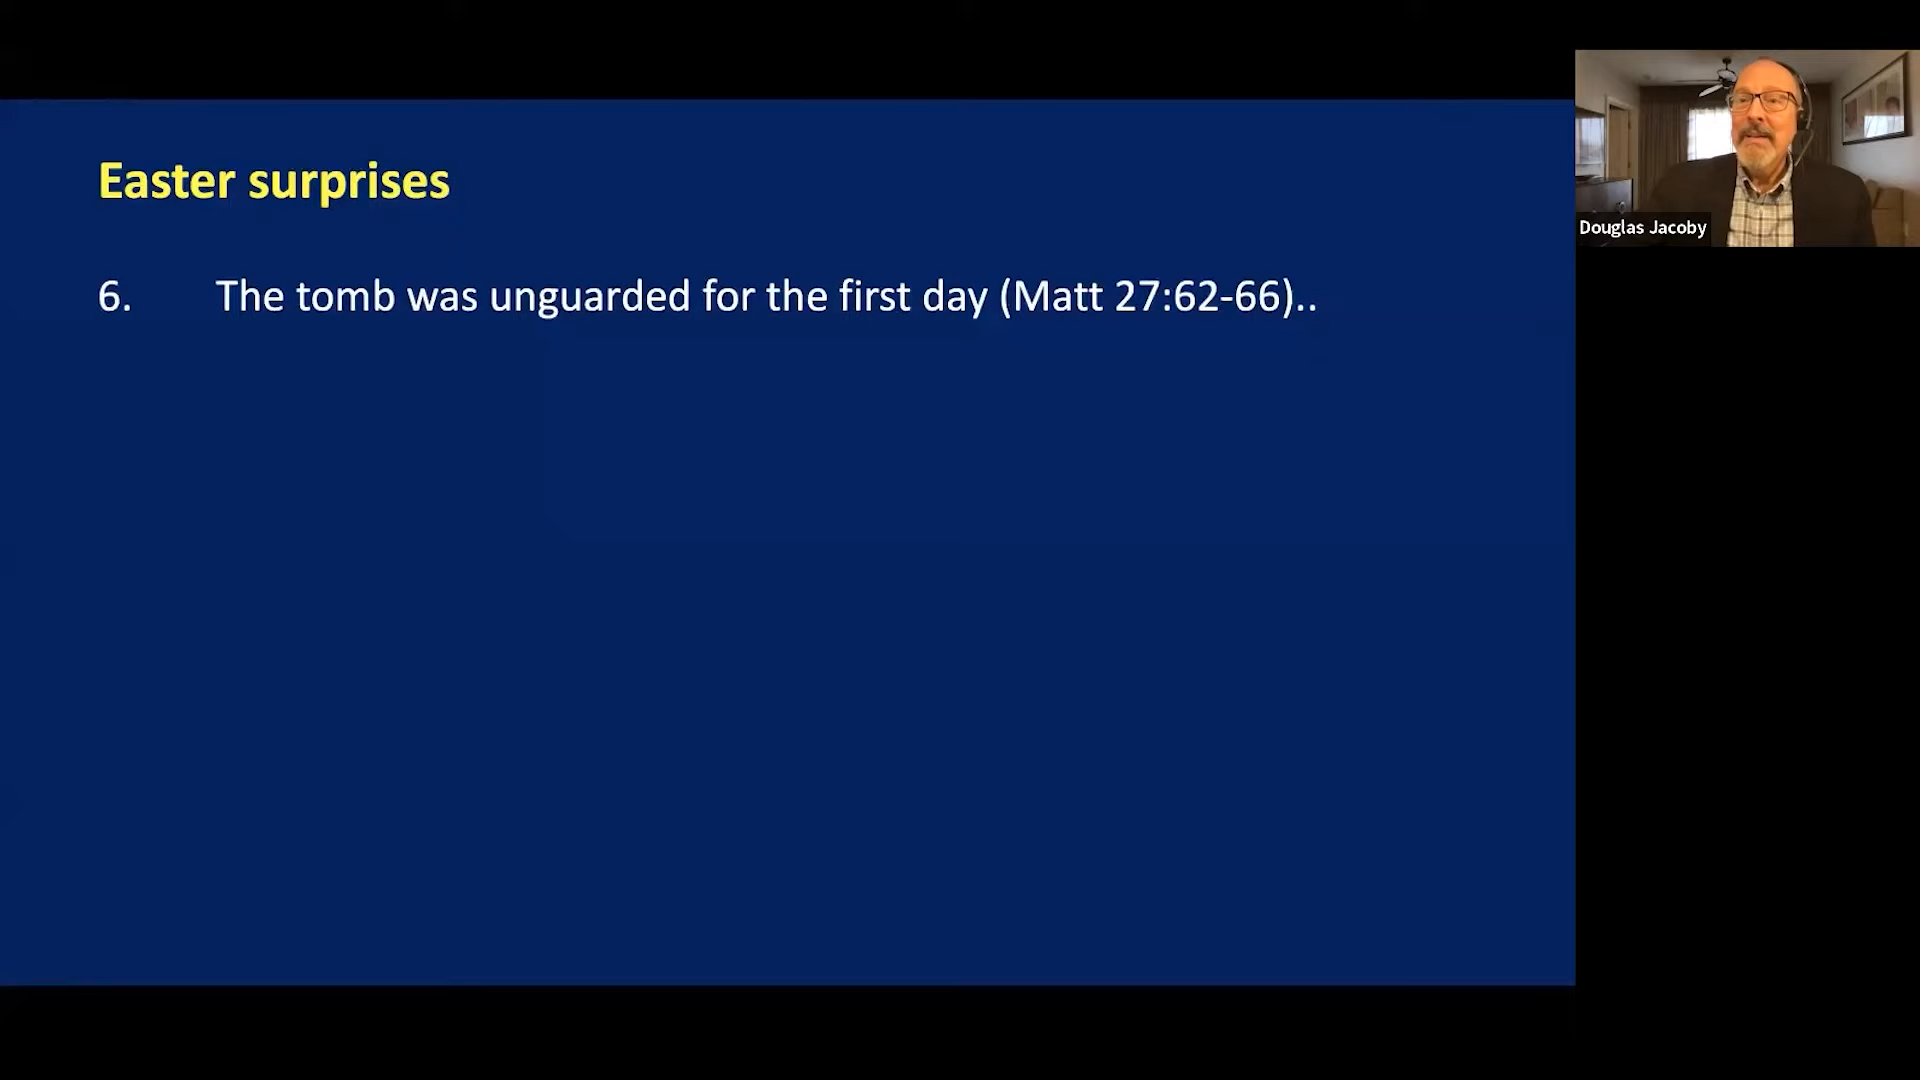 Easter surprises
6. The tomb was unguarded for the first day (Matt 27:62-66)..
Douglas Jacoby